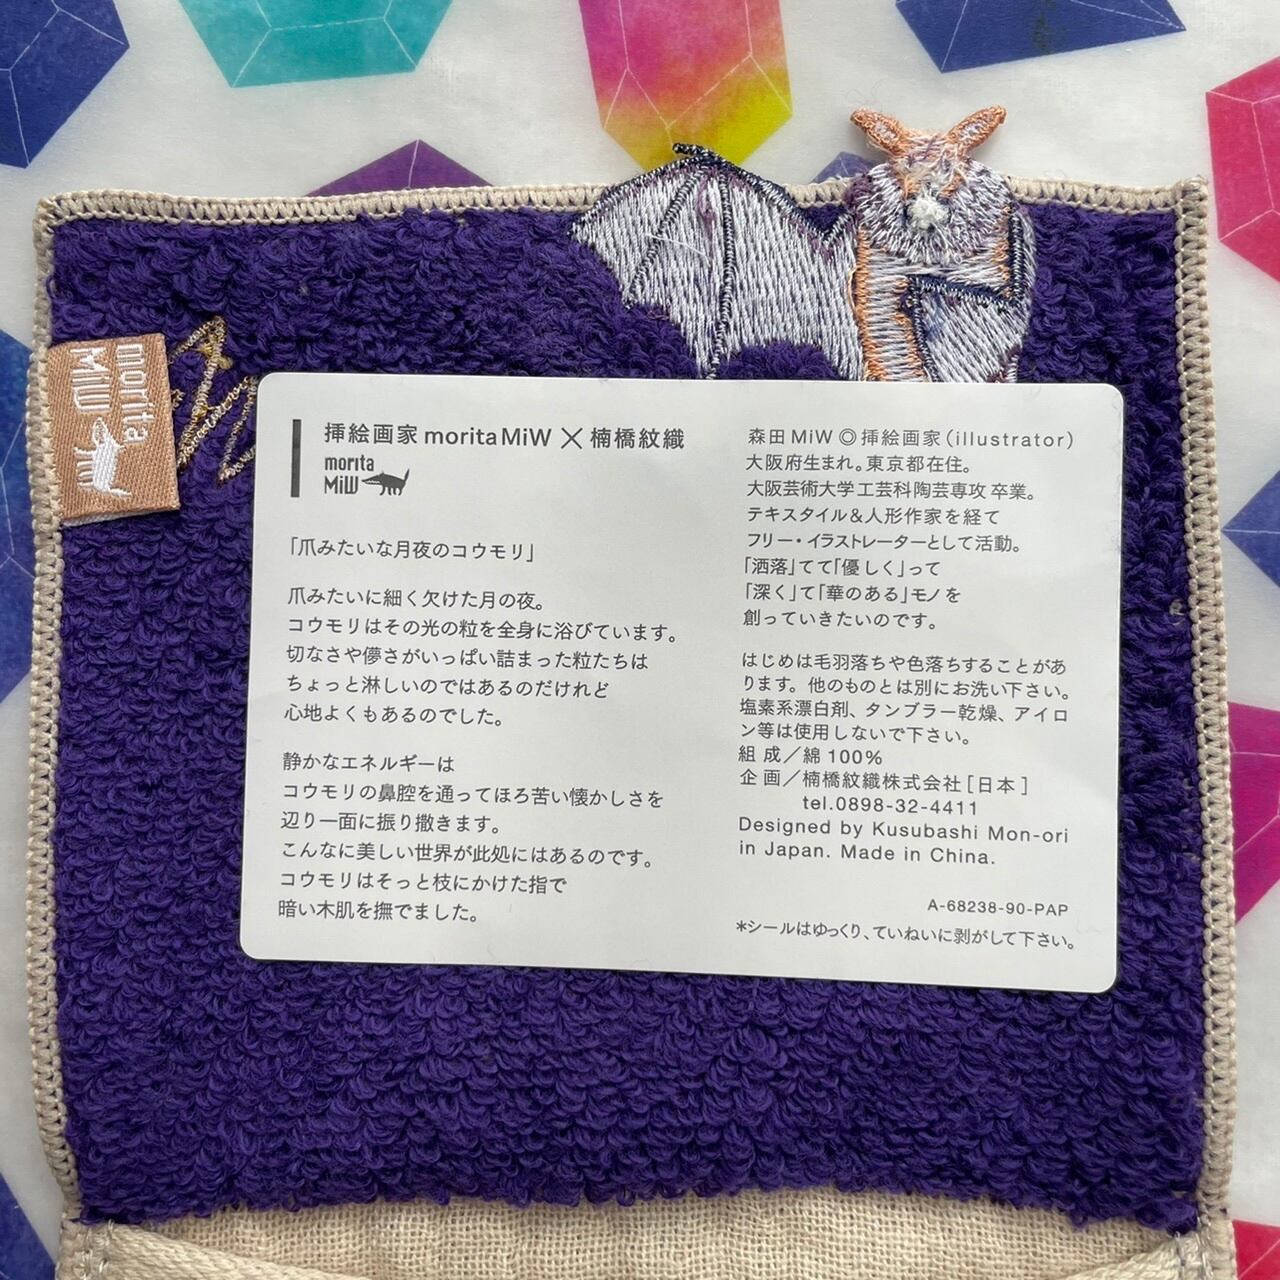 morita
MiW
挿絵画家 morita MiW × 楠橋紋織
morita
MiW
「爪みたいな月夜のコウモリ」
爪みたいに細く欠けた月の夜。
コウモリはその光の粒を全身に浴びています。
切なさや儚さがいっぱい詰まった粒たちは
ちょっと淋しいのではあるのだけれど
心地よくもあるのでした。
静かなエネルギーは
コウモリの鼻腔を通ってほろ苦い懐かしさを
辺り一面に振り撒きます。
こんなに美しい世界が此処にはあるのです。
コウモリはそっと枝にかけた指で
暗い木肌を撫でました。
森田 MiW ◎ 挿絵画家（illustrator）
大阪府生まれ。東京都在住。
大阪芸術大学 工芸科陶芸専攻 卒業。
テキスタイル＆人形作家を経て
フリー・イラストレーターとして活動。
「洒落」てて「優しく」って
「深く」て「華のある」モノを
創っていきたいのです。
はじめは毛羽落ちや色落ちすることがあ
ります。他のものとは別にお洗い下さい。
塩素系漂白剤、タンブラー乾燥、アイロ
ン等は使用しないで下さい。
組 成／綿 100%
企 画／楠橋紋織株式会社［日本］
tel.0898-32-4411
Designed by Kusubashi Mon-ori
in Japan. Made in China.
A-68238-90-PAP
＊シールはゆっくり、ていねいに剥がして下さい。